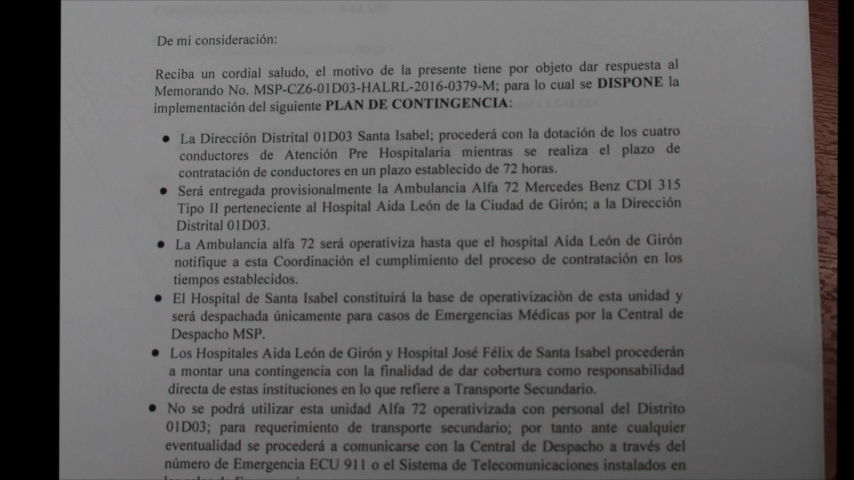 De mi consideración:
Reciba un cordial saludo, el motivo de la presente tiene por objeto dar respuesta al
Memorando No. MSP-CZ6-01D03-HALRL-2016-0379-M; para lo cual se DISPONE la
implementación del siguiente PLAN DE CONTINGENCIA:
● La Dirección Distrital 01D03 Santa Isabel; procederá con la dotación de los cuatro
conductores de Atención Pre Hospitalaria mientras se realiza el plazo de
contratación de conductores en un plazo establecido de 72 horas.
● Será entregada provisionalmente la Ambulancia Alfa 72 Mercedes Benz CDI 315
Tipo II perteneciente al Hospital Aida León de la Ciudad de Girón; a la Dirección
Distrital 01D03.
● La Ambulancia alfa 72 será operativiza hasta que el hospital Aida León de Girón
notifique a esta Coordinación el cumplimiento del proceso de contratación en los
tiempos establecidos.
● El Hospital de Santa Isabel constituirá la base de operativización de esta unidad y
será despachada únicamente para casos de Emergencias Médicas por la Central de
Despacho MSP.
● Los Hospitales Aida León de Girón y Hospital José Félix de Santa Isabel procederán
a montar una contingencia con la finalidad de dar cobertura como responsabilidad
directa de estas instituciones en lo que refiere a Transporte Secundario.
● No se podrá utilizar esta unidad Alfa 72 operativizada con personal del Distrito
01D03; para requerimiento de transporte secundario; por tanto ante cualquier
eventualidad se procederá a comunicarse con la Central de Despacho a través del
número de Emergencia ECU 911 o el Sistema de Telecomunicaciones instalados en